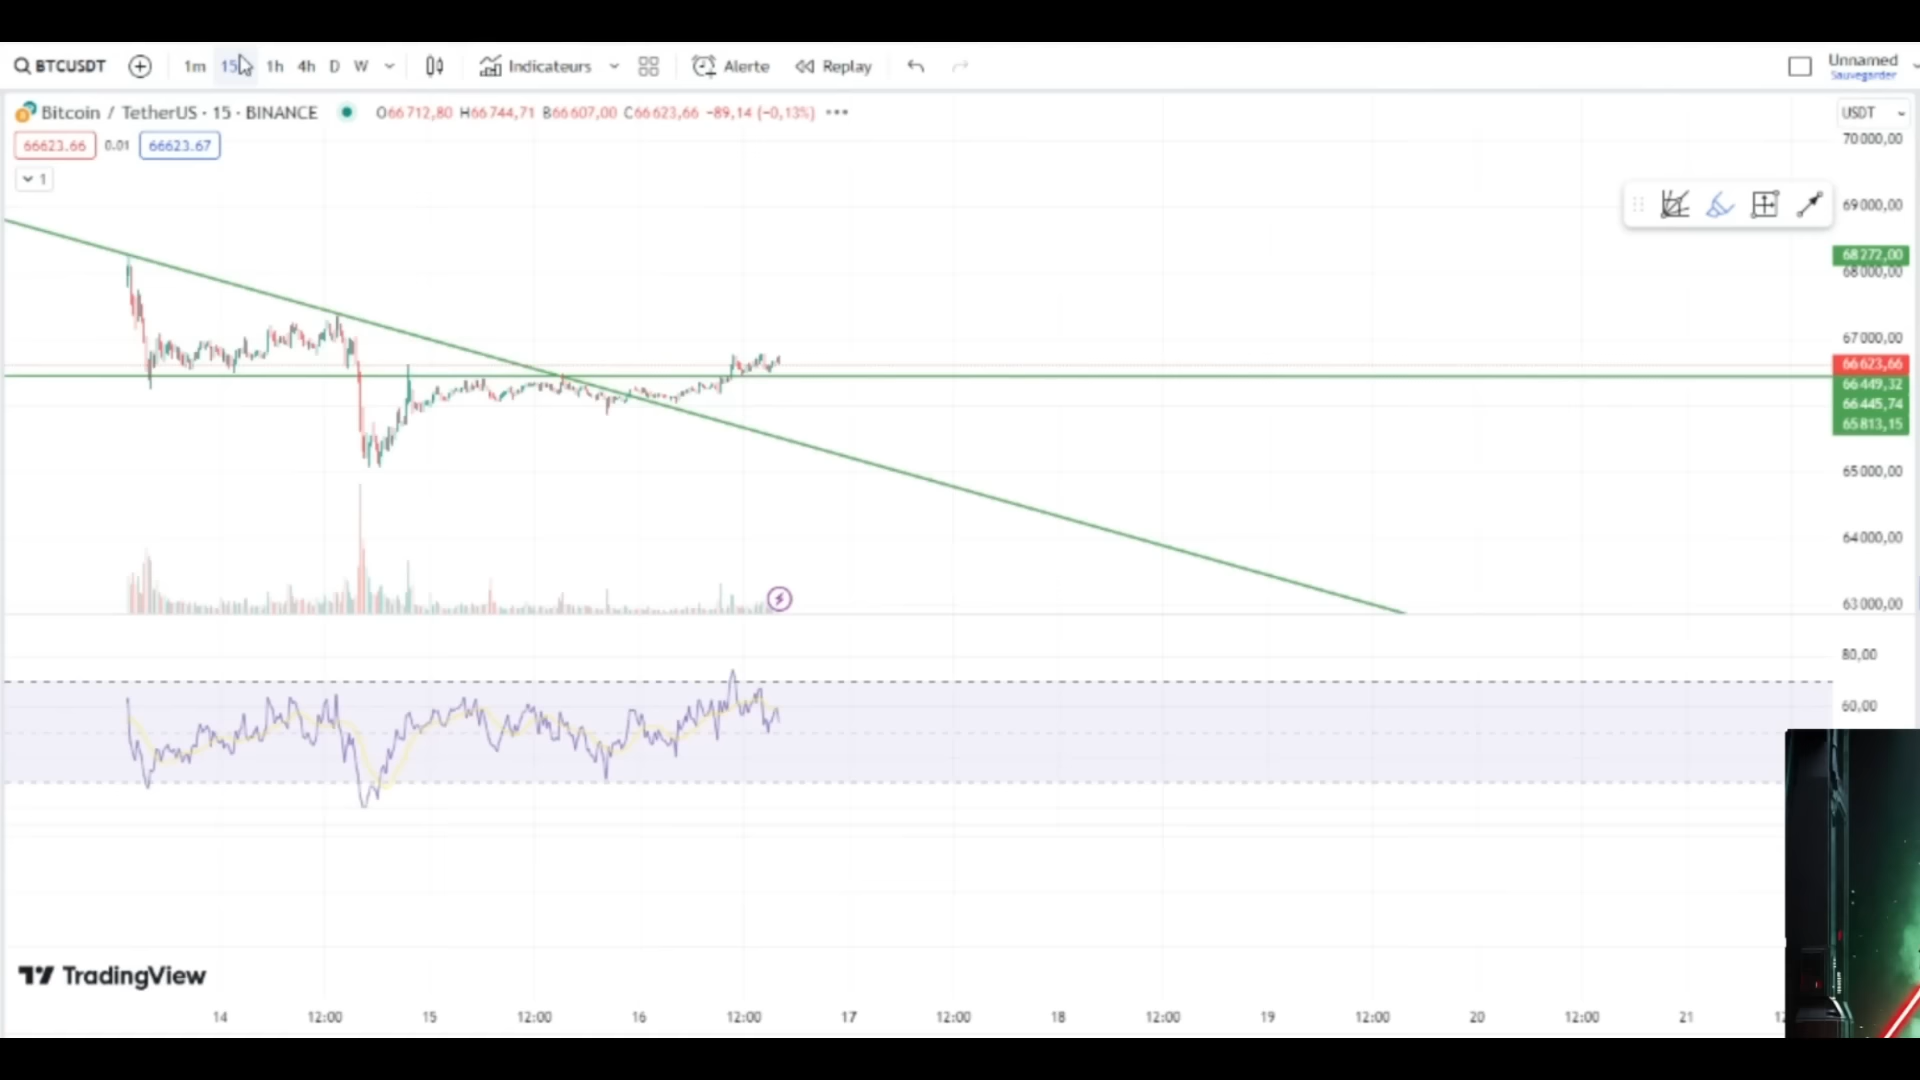 BTCUSDT 1m 15 1h 4h D W Indicateurs Alerte Replay Unnamed
Sauvegarder
Bitcoin / TetherUS · 15 · BINANCE O66 712,80 H66 744,71 B66 607,00 C66 623,66 −89,14 (−0,13%) USDT
66623.66 0.01 66623.67
1
70 000,00
69 000,00
68 272,00
68 000,00
67 000,00
66 623,66
66 449,32
66 445,74
65 813,15
65 000,00
64 000,00
63 000,00
80,00
60,00
TradingView
14 12:00 15 12:00 16 12:00 17 12:00 18 12:00 19 12:00 20 12:00 21